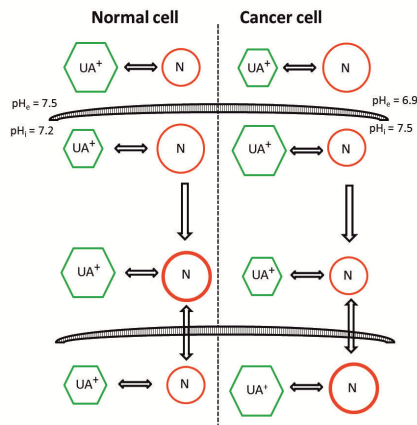 Normal cell Cancer cell
UA+ N UA+ N
pHe = 7.5 pHe = 6.9
pHi = 7.2 pHi = 7.5
UA+ N UA+ N
UA+ N UA+ N
UA+ N UA+ N